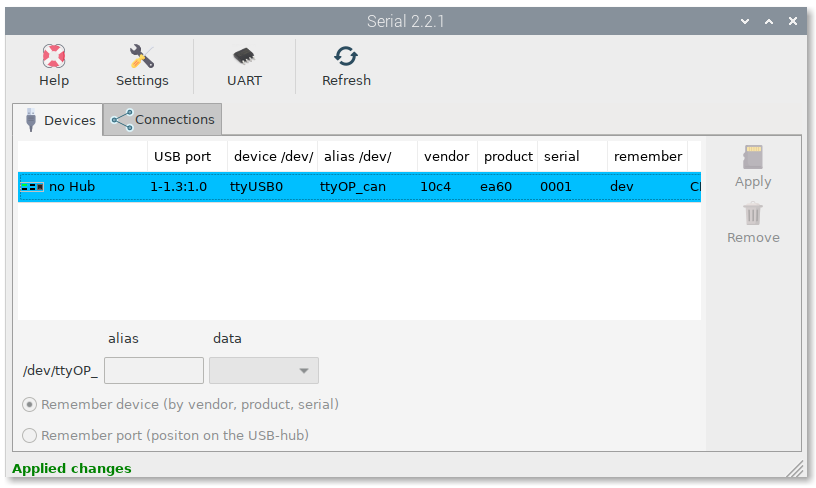 Serial 2.2.1
Help Settings UART Refresh
Devices Connections
USB port device /dev/ alias /dev/ vendor product serial remember
no Hub 1-1.3:1.0 ttyUSB0 ttyOP_can 10c4 ea60 0001 dev
Apply
Remove
alias data
/dev/ttyOP_
Remember device (by vendor, product, serial)
Remember port (positon on the USB-hub)
Applied changes